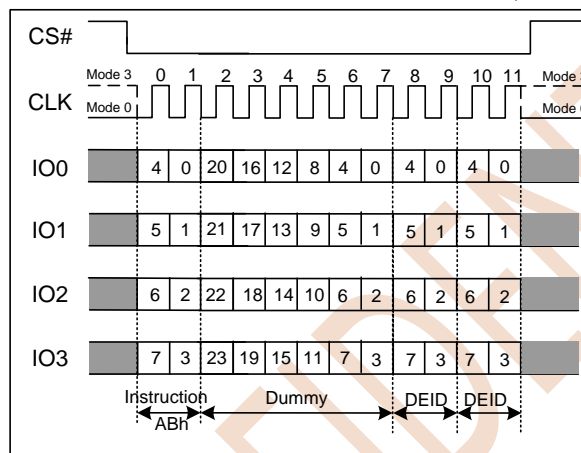 CS#
Mode 3 0 1 2 3 4 5 6 7 8 9 10 11 Mode 3
CLK
Mode 0 Mode
IO0 4 0 20 16 12 8 4 0 4 0 4 0
IO1 5 1 21 17 13 9 5 1 5 1 5 1
IO2 6 2 22 18 14 10 6 2 6 2 6 2
IO3 7 3 23 19 15 11 7 3 7 3 7 3
Instruction Dummy DEID DEID
ABh